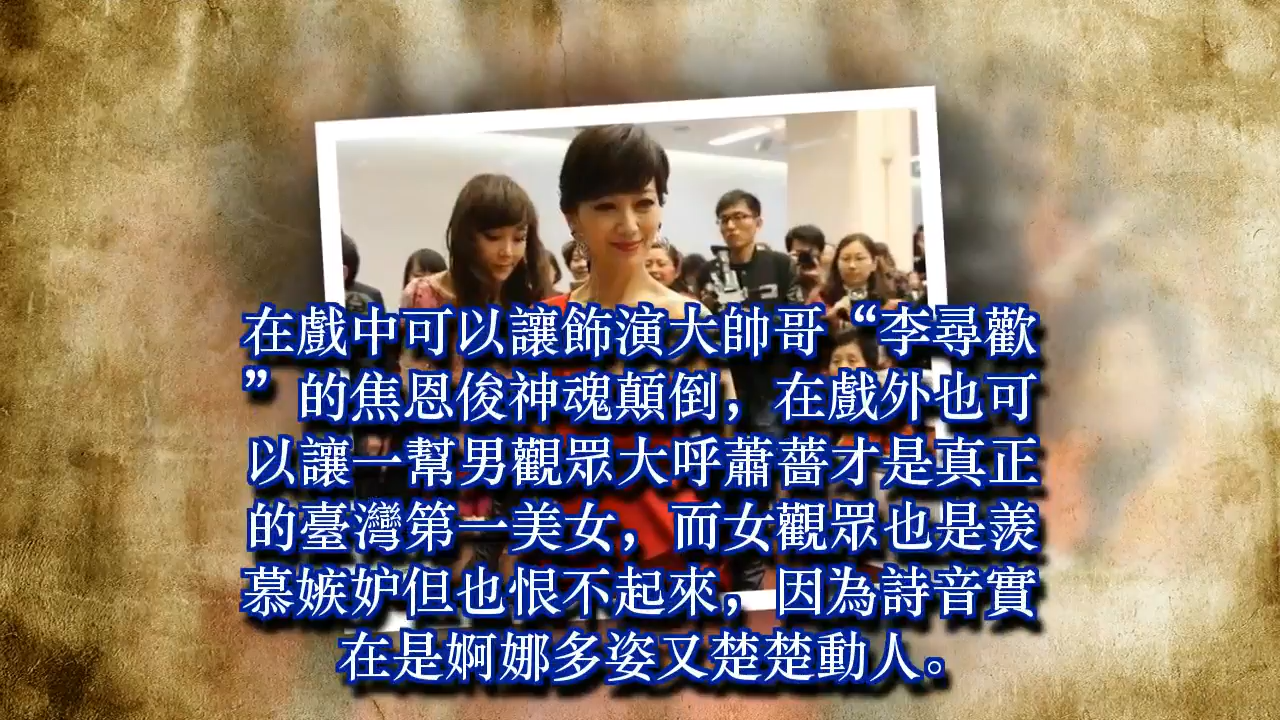 在戲中可以讓飾演大帥哥“李尋歡
”的焦恩俊神魂顛倒，在戲外也可
以讓一幫男觀眾大呼蕭薔才是真正
的臺灣第一美女，而女觀眾也是羨
慕嫉妒但也恨不起來，因為詩音實
在是婀娜多姿又楚楚動人。